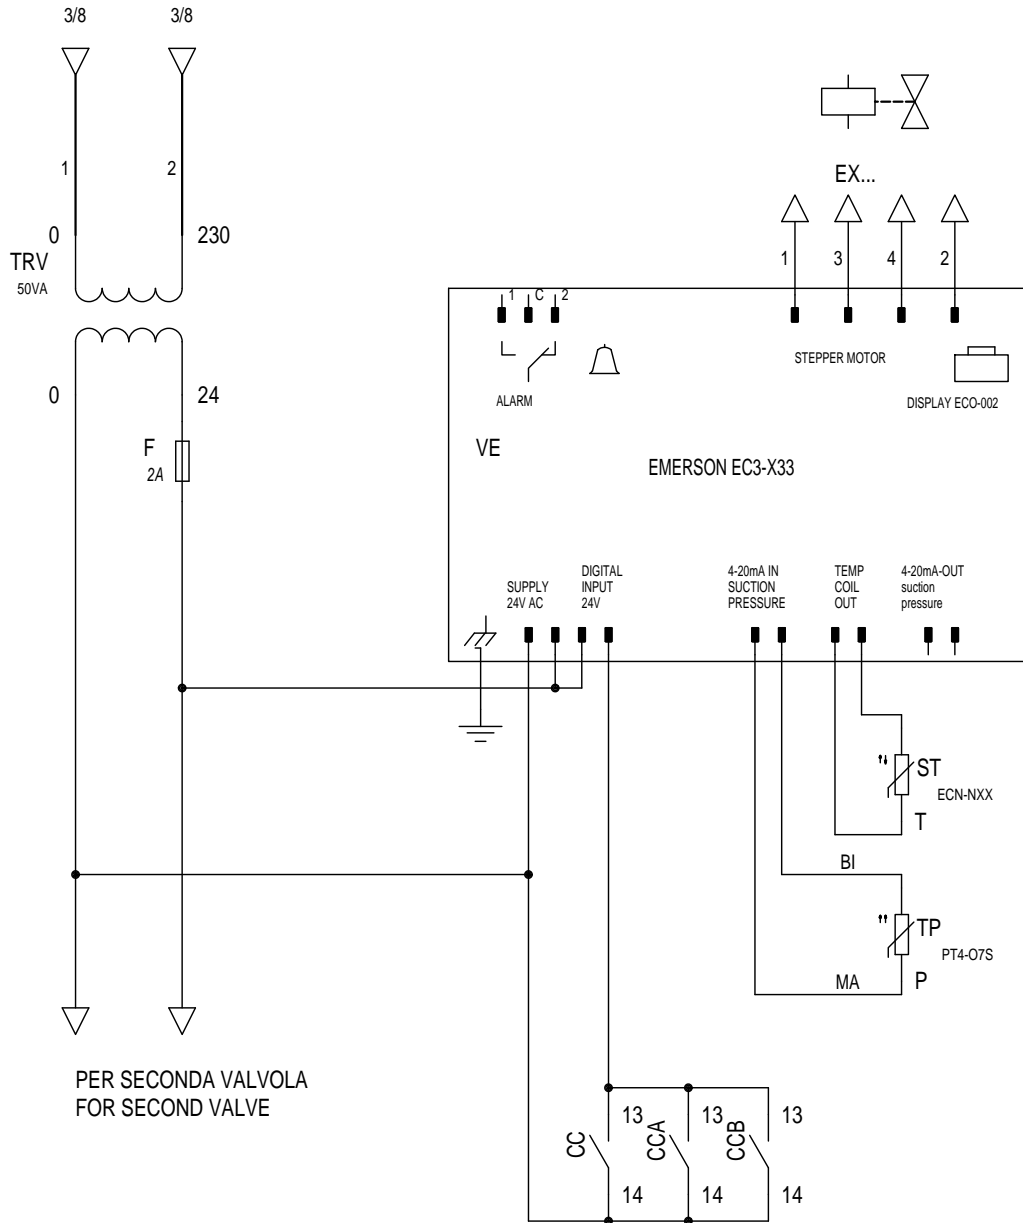 3/8
3/8
1
2
0
230
TRV
50VA
0
24
F
2A
EX...
1
3
4
2
1
C
2
ALARM
STEPPER MOTOR
DISPLAY ECO-002
VE
EMERSON EC3-X33
SUPPLY
24V AC
DIGITAL
INPUT
24V
4-20mA IN
SUCTION
PRESSURE
TEMP
COIL
OUT
4-20mA-OUT
suction
pressure
ST
ECN-NXX
T
BI
TP
PT4-O7S
MA
P
PER SECONDA VALVOLA
FOR SECOND VALVE
CC
13
14
CCA
13
14
CCB
13
14